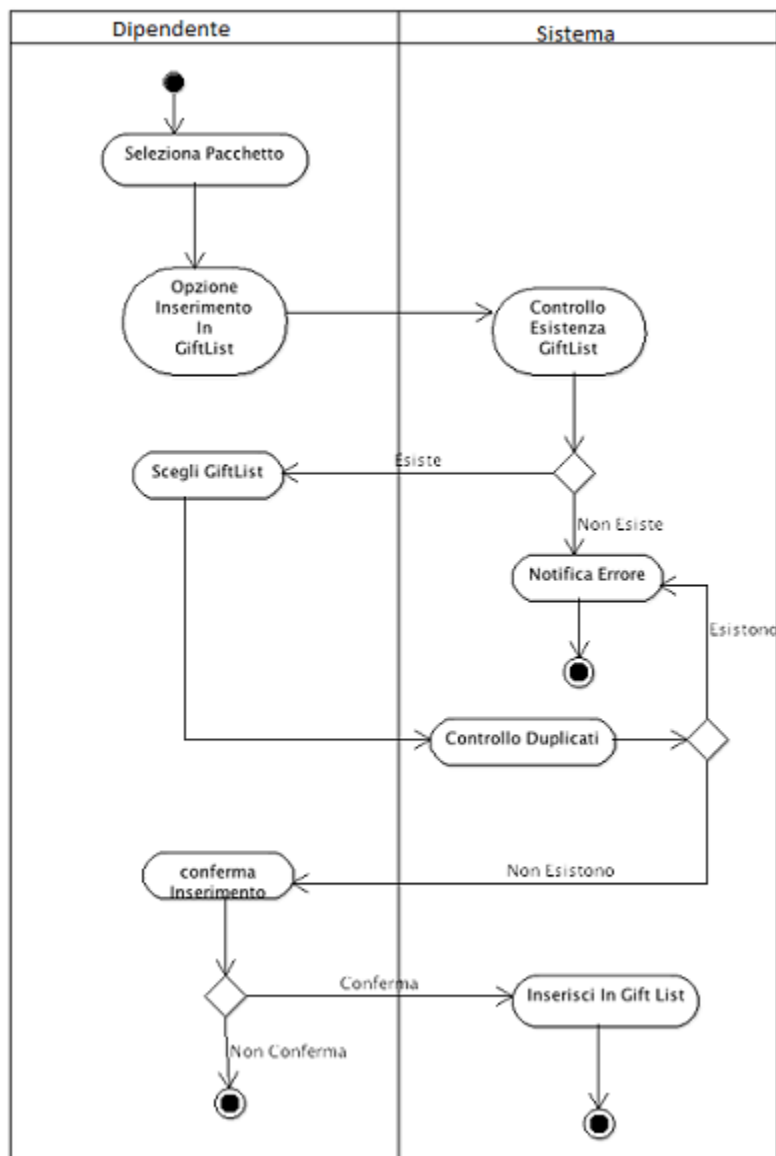 Dipendente
Sistema
Seleziona Pacchetto
Opzione
Inserimento
In
GiftList
Controllo
Esistenza
GiftList
Esiste
Scegli GiftList
Non Esiste
Notifica Errore
Esistono
Controllo Duplicati
Non Esistono
conferma
Inserimento
Conferma
Inserisci In Gift List
Non Conferma